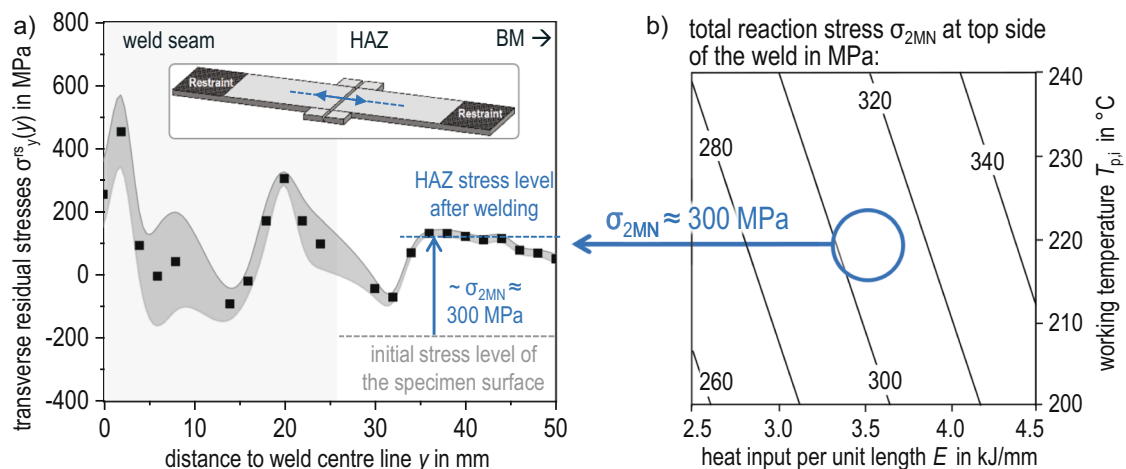 a)
transverse residual stresses σ^rs_y(y) in MPa
800
600
400
200
0
-200
-400
weld seam
HAZ
BM →
Restraint
Restraint
HAZ stress level
after welding
~ σ2MN ≈
300 MPa
initial stress level of
the specimen surface
0
10
20
30
40
50
distance to weld centre line y in mm
σ2MN ≈ 300 MPa
b)
total reaction stress σ2MN at top side
of the weld in MPa:
280
320
340
260
300
240
230
220
210
200
working temperature Tp,i in °C
2.5
3.0
3.5
4.0
4.5
heat input per unit length E in kJ/mm